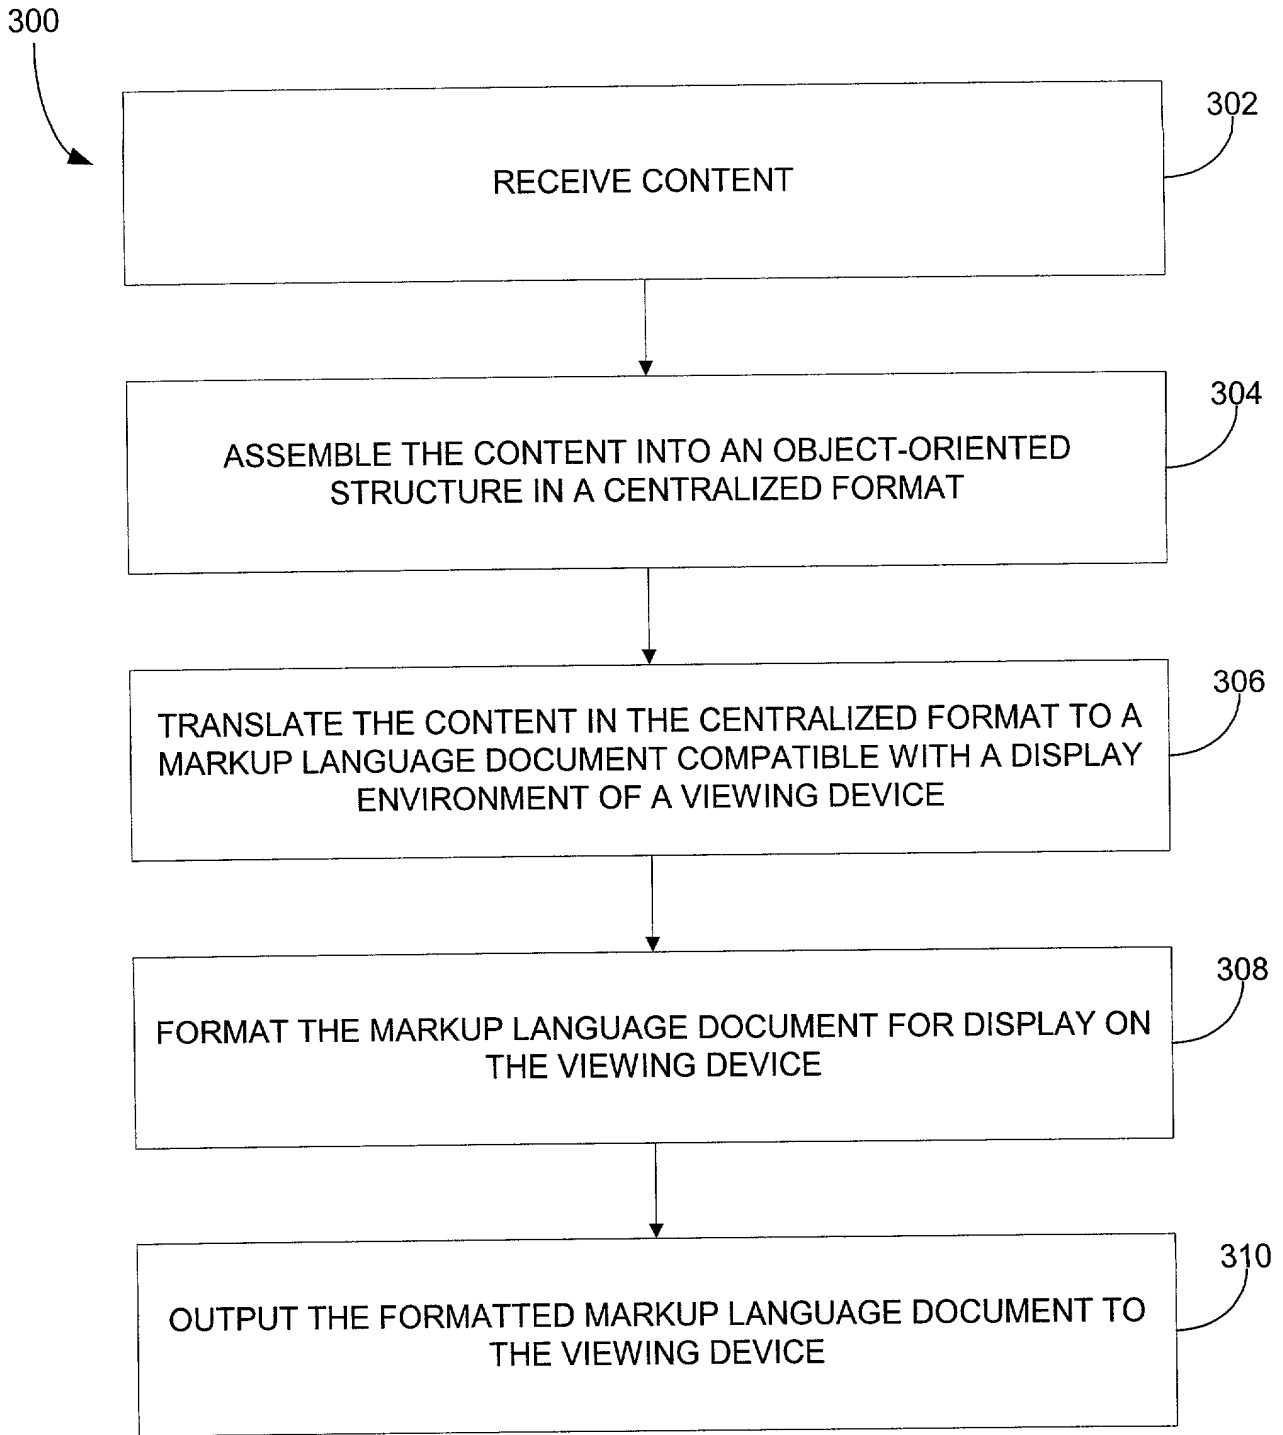 300
302
RECEIVE CONTENT
304
ASSEMBLE THE CONTENT INTO AN OBJECT-ORIENTED
STRUCTURE IN A CENTRALIZED FORMAT
306
TRANSLATE THE CONTENT IN THE CENTRALIZED FORMAT TO A
MARKUP LANGUAGE DOCUMENT COMPATIBLE WITH A DISPLAY
ENVIRONMENT OF A VIEWING DEVICE
308
FORMAT THE MARKUP LANGUAGE DOCUMENT FOR DISPLAY ON
THE VIEWING DEVICE
310
OUTPUT THE FORMATTED MARKUP LANGUAGE DOCUMENT TO
THE VIEWING DEVICE